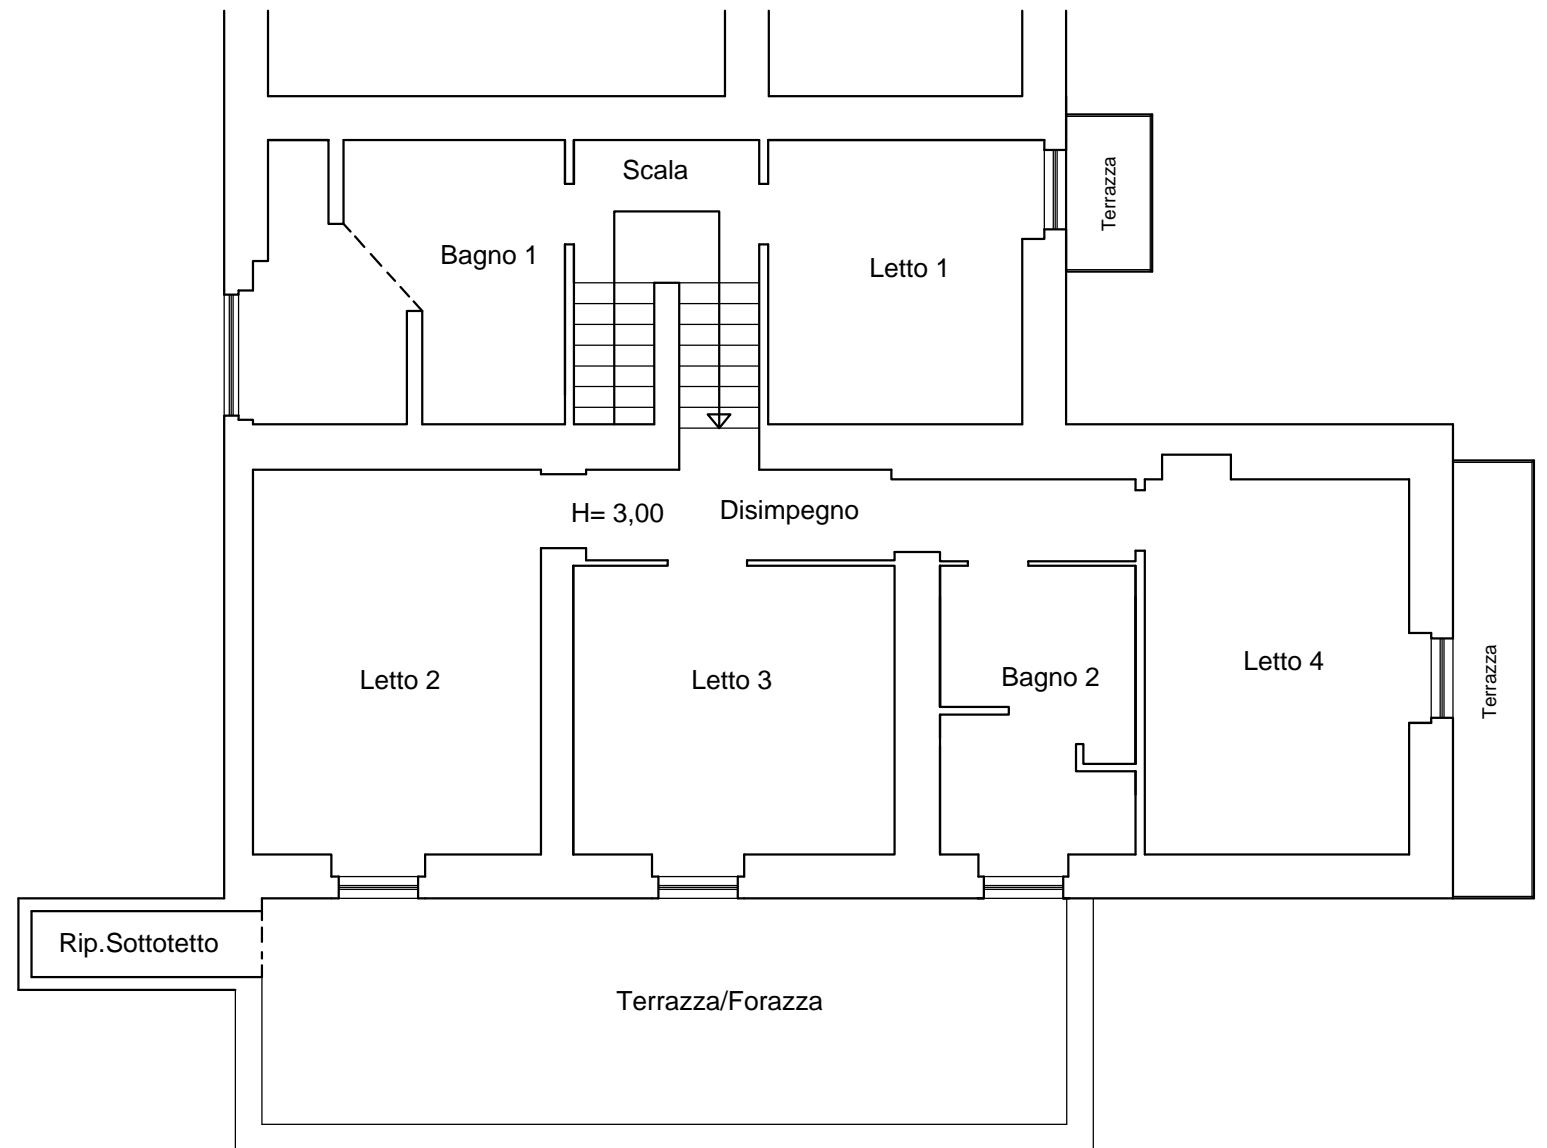 Scala
Terrazza
Bagno 1
Letto 1
H= 3,00
Disimpegno
Letto 2
Letto 3
Bagno 2
Letto 4
Terrazza
Rip.Sottotetto
Terrazza/Forazza